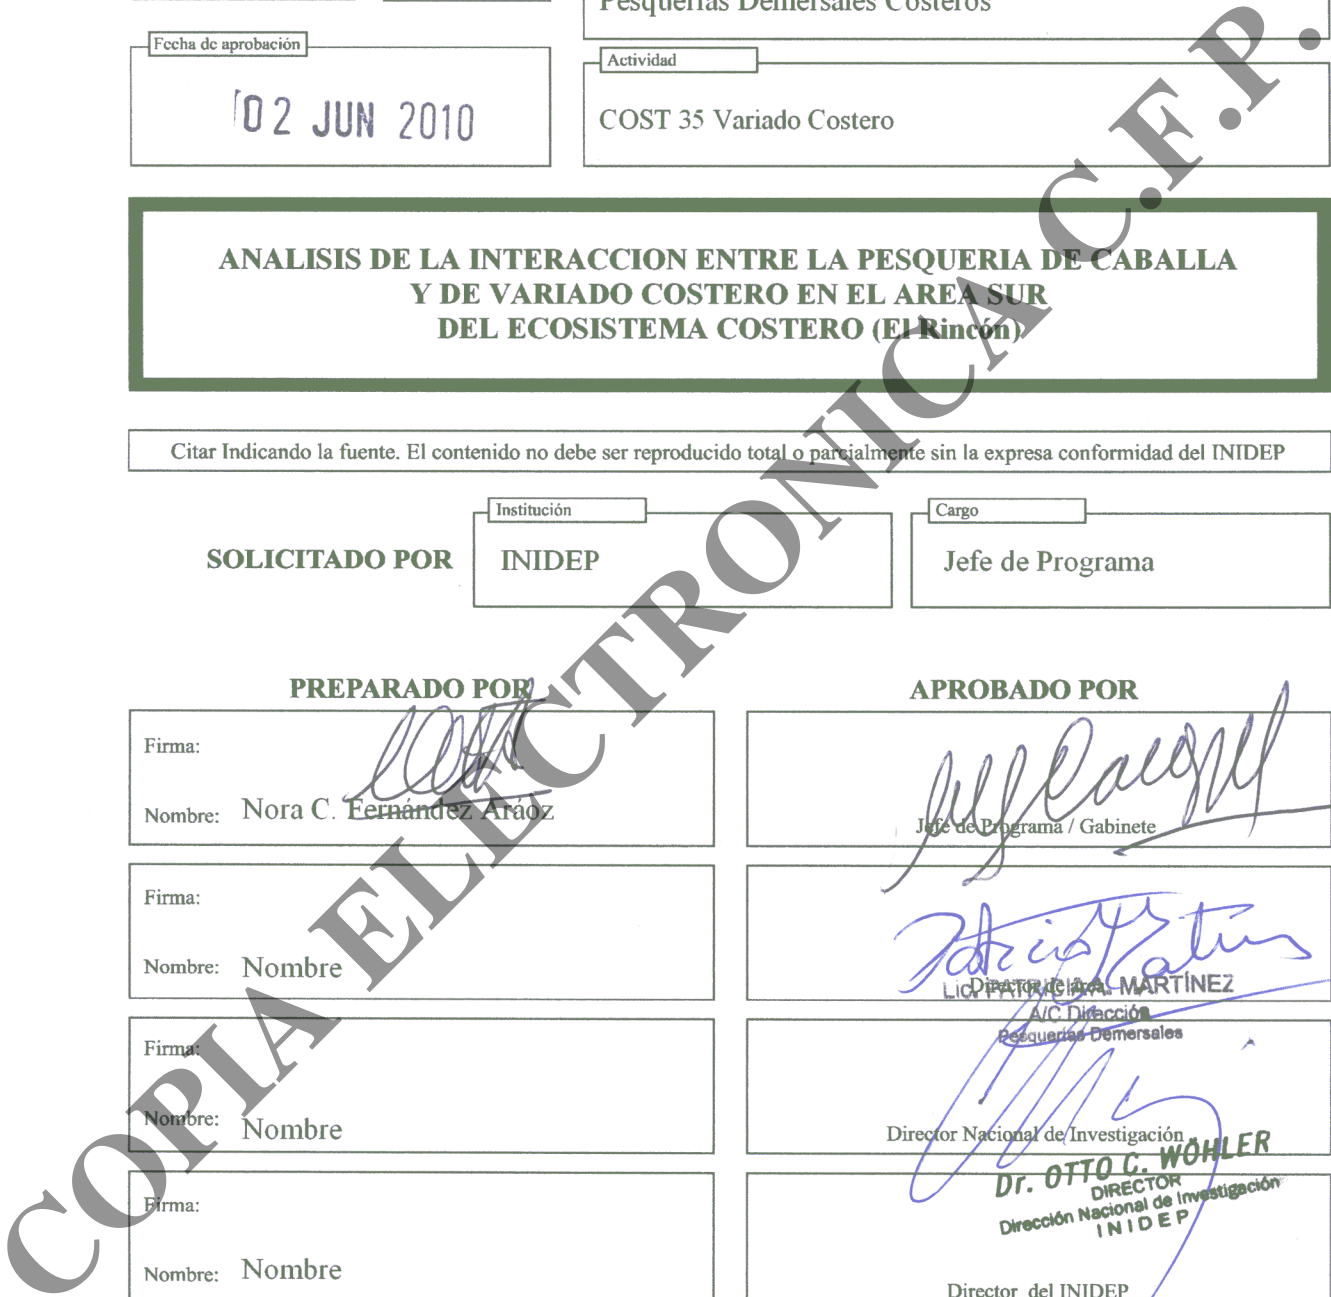 Pesquerías Demersales Costeros
Fecha de aprobación
02 JUN 2010
Actividad
COST 35 Variado Costero
ANALISIS DE LA INTERACCION ENTRE LA PESQUERIA DE CABALLA
Y DE VARIADO COSTERO EN EL AREA SUR
DEL ECOSISTEMA COSTERO (El Rincón)
Citar Indicando la fuente. El contenido no debe ser reproducido total o parcialmente sin la expresa conformidad del INIDEP
SOLICITADO POR
Institución
INIDEP
Cargo
Jefe de Programa
PREPARADO POR
APROBADO POR
Firma:
Nombre: Nora C. Fernández Aráoz
Jefe de Programa / Gabinete
Firma:
Nombre: Nombre
Director de área
Lic. PATRICIA A. MARTÍNEZ
A/C Dirección
Pesquerías Demersales
Firma:
Nombre: Nombre
Director Nacional de Investigación
Dr. OTTO C. WÖHLER
DIRECTOR
Dirección Nacional de Investigación
INIDEP
Firma:
Nombre: Nombre
Director del INIDEP
COPIA ELECTRONICA C.F.P.